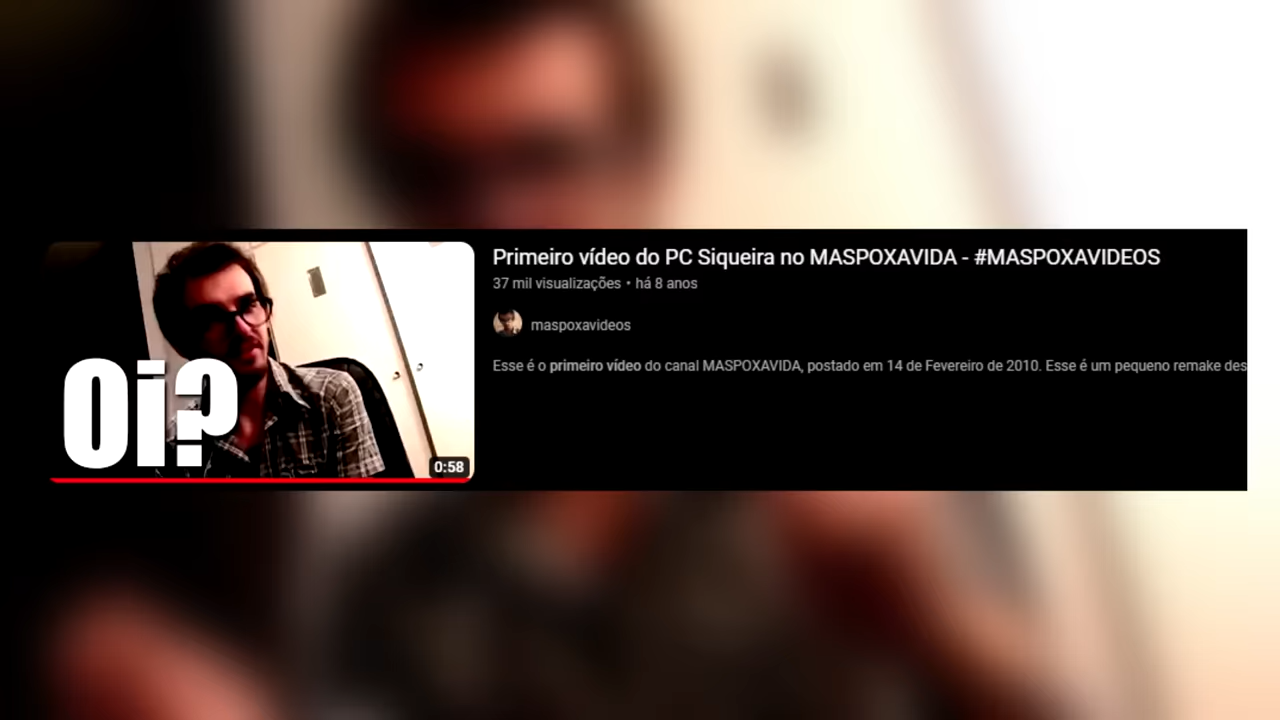 Oi?
0:58
Primeiro vídeo do PC Siqueira no MASPOXAVIDA - #MASPOXAVIDEOS
37 mil visualizações • há 8 anos
maspoxavideos
Esse é o primeiro vídeo do canal MASPOXAVIDA, postado em 14 de Fevereiro de 2010. Esse é um pequeno remake des